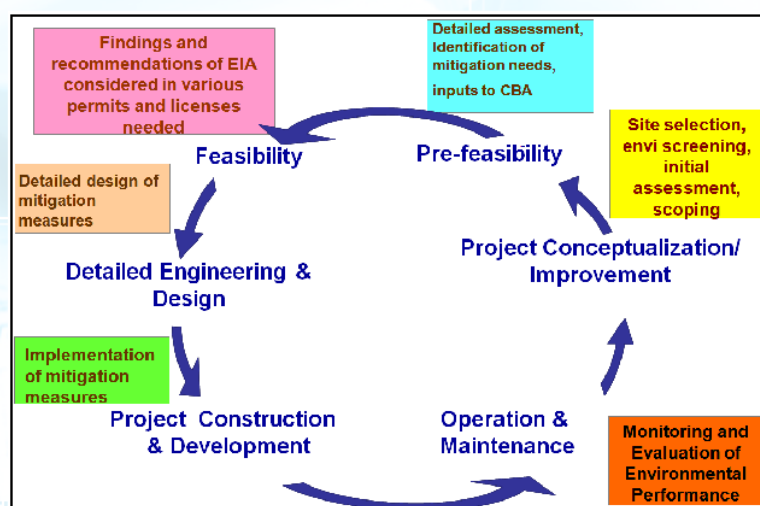 Findings and
recommendations of EIA
considered in various
permits and licenses
needed
Detailed assessment,
Identification of
mitigation needs,
inputs to CBA
Site selection,
envi screening,
initial
assessment,
scoping
Feasibility
Pre-feasibility
Detailed design of
mitigation
measures
Project Conceptualization/
Improvement
Detailed Engineering &
Design
Implementation
of mitigation
measures
Project Construction
& Development
Operation &
Maintenance
Monitoring and
Evaluation of
Environmental
Performance